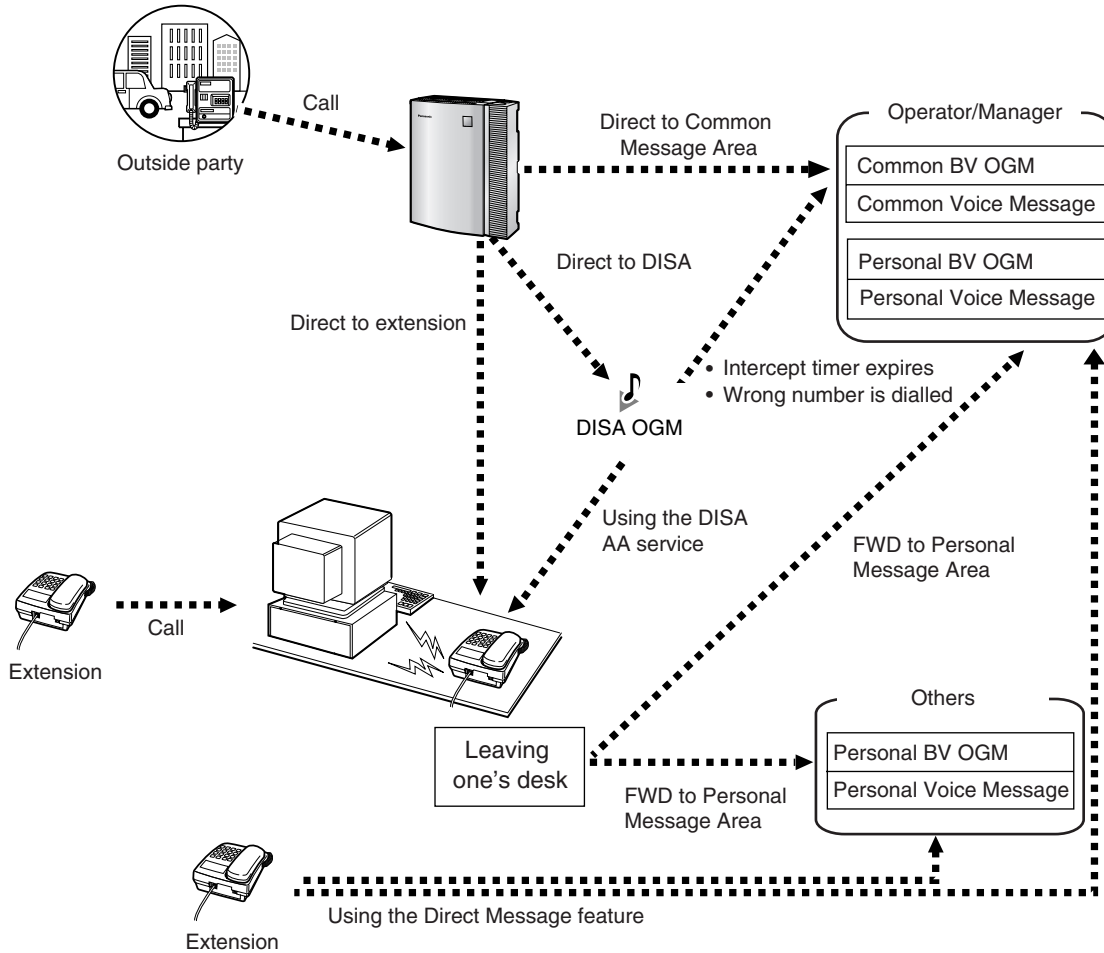 Call
Outside party
Direct to Common
Message Area
Operator/Manager
Common BV OGM
Common Voice Message
Personal BV OGM
Personal Voice Message
Direct to DISA
Direct to extension
• Intercept timer expires
• Wrong number is dialled
DISA OGM
Using the DISA
AA service
FWD to Personal
Message Area
Call
Extension
Leaving
one's desk
FWD to Personal
Message Area
Others
Personal BV OGM
Personal Voice Message
Using the Direct Message feature
Extension